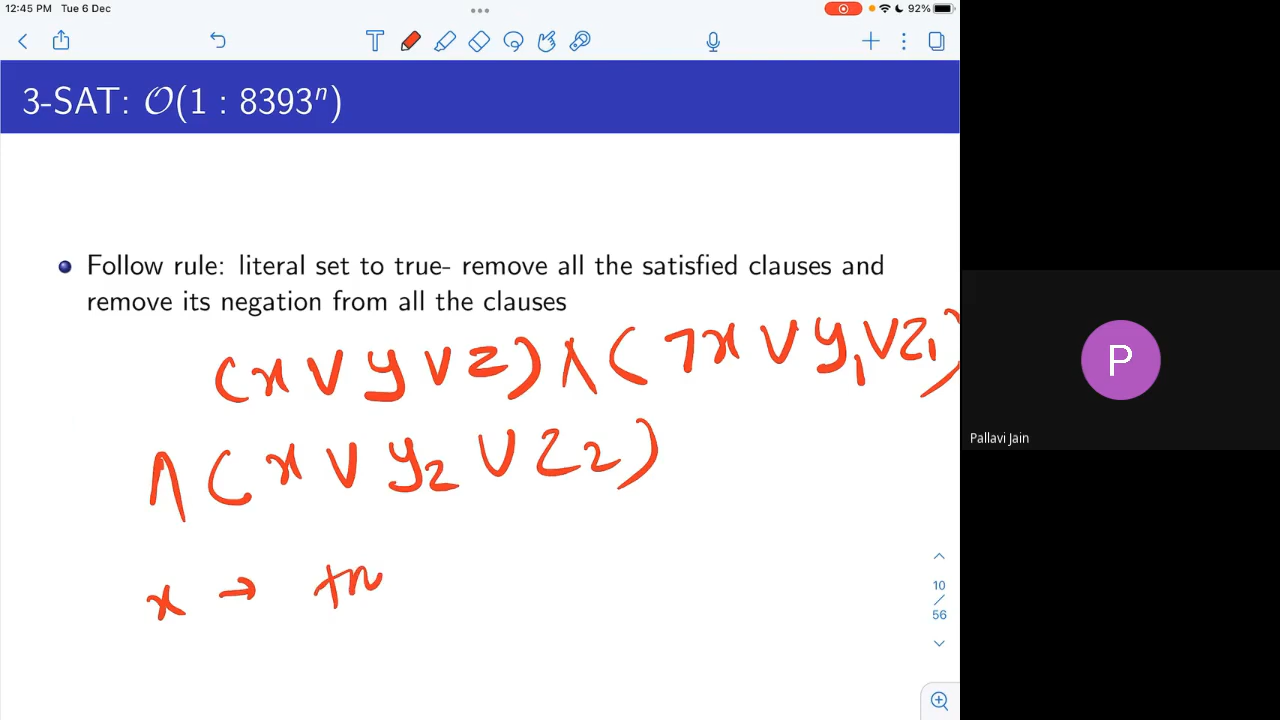 12:45 PM Tue 6 Dec
92%
3-SAT: O(1 : 8393ⁿ)
Follow rule: literal set to true- remove all the satisfied clauses and
remove its negation from all the clauses
(x ∨ y ∨ z) ∧ (¬x ∨ y₁ ∨ z₁)
∧ (x ∨ y₂ ∨ z₂)
x → tr
10
/
56
P
Pallavi Jain